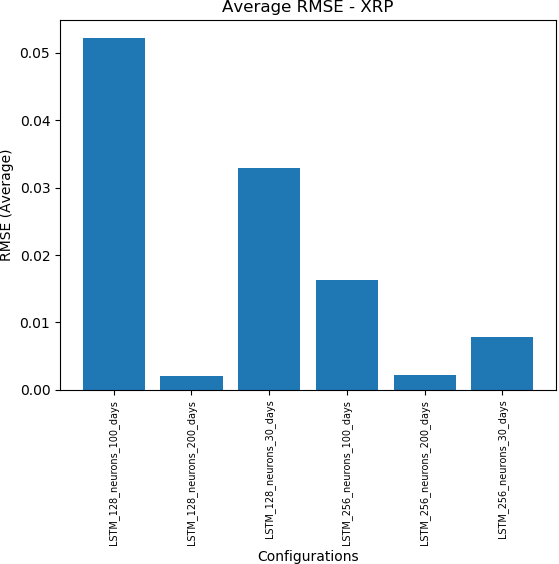 Average RMSE - XRP
RMSE (Average)
0.05
0.04
0.03
0.02
0.01
0.00
LSTM_128_neurons_100_days
LSTM_128_neurons_200_days
LSTM_128_neurons_30_days
LSTM_256_neurons_100_days
LSTM_256_neurons_200_days
LSTM_256_neurons_30_days
Configurations